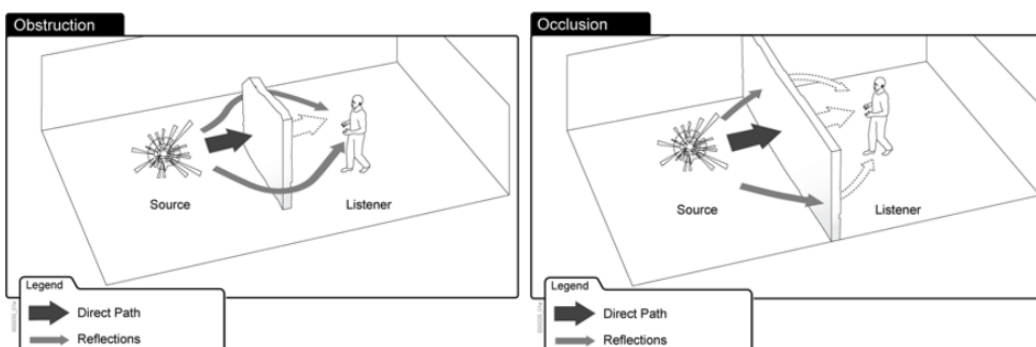 Obstruction
Source
Listener
Legend
Direct Path
Reflections
Occlusion
Source
Listener
Legend
Direct Path
Reflections